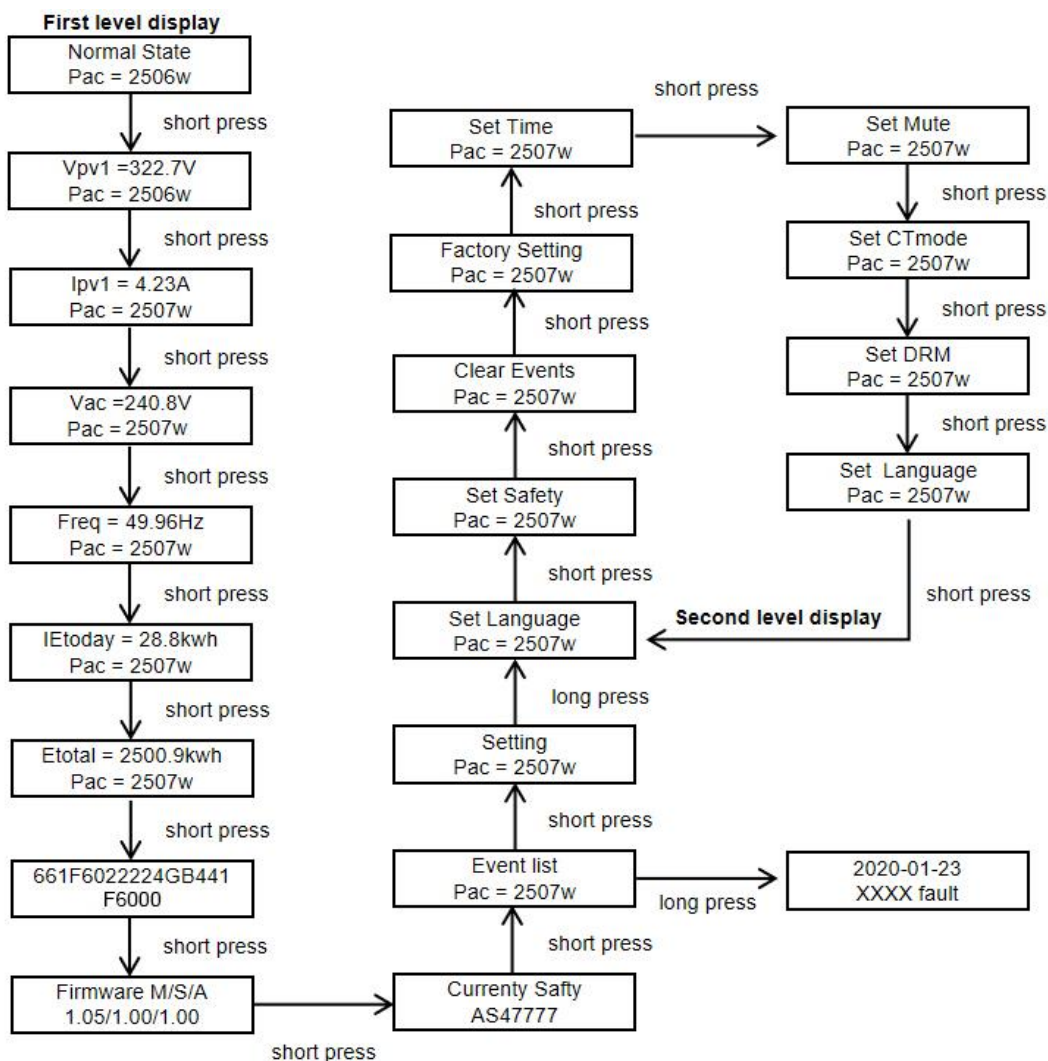 First level display
Normal State
Pac = 2506w
short press
Vpv1 =322.7V
Pac = 2506w
short press
Ipv1 = 4.23A
Pac = 2507w
short press
Vac =240.8V
Pac = 2507w
short press
Freq = 49.96Hz
Pac = 2507w
short press
IEtoday = 28.8kwh
Pac = 2507w
short press
Etotal = 2500.9kwh
Pac = 2507w
short press
661F6022224GB441
F6000
short press
Firmware M/S/A
1.05/1.00/1.00
short press
Currenty Safty
AS47777
short press
Event list
Pac = 2507w
long press
2020-01-23
XXXX fault
short press
Setting
Pac = 2507w
long press
Set Language
Pac = 2507w
short press
Set Safety
Pac = 2507w
short press
Clear Events
Pac = 2507w
short press
Factory Setting
Pac = 2507w
short press
Set Time
Pac = 2507w
short press
Set Mute
Pac = 2507w
short press
Set CTmode
Pac = 2507w
short press
Set DRM
Pac = 2507w
short press
Set Language
Pac = 2507w
short press
Second level display